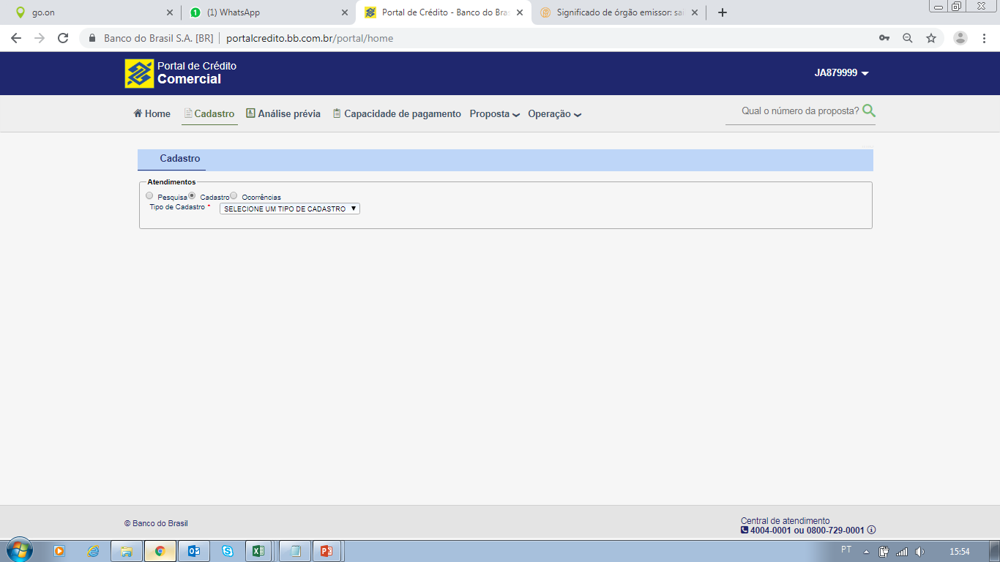 go.on
(1) WhatsApp
Portal de Crédito - Banco do Bras
Significado de órgão emissor: sai
Banco do Brasil S.A. [BR]
portalcredito.bb.com.br/portal/home
Portal de Crédito
Comercial
JA879999
Home
Cadastro
Análise prévia
Capacidade de pagamento
Proposta
Operação
Qual o número da proposta?
Cadastro
Atendimentos
Pesquisa
Cadastro
Ocorrências
Tipo de Cadastro *
SELECIONE UM TIPO DE CADASTRO
© Banco do Brasil
Central de atendimento
4004-0001 ou 0800-729-0001
PT
15:54